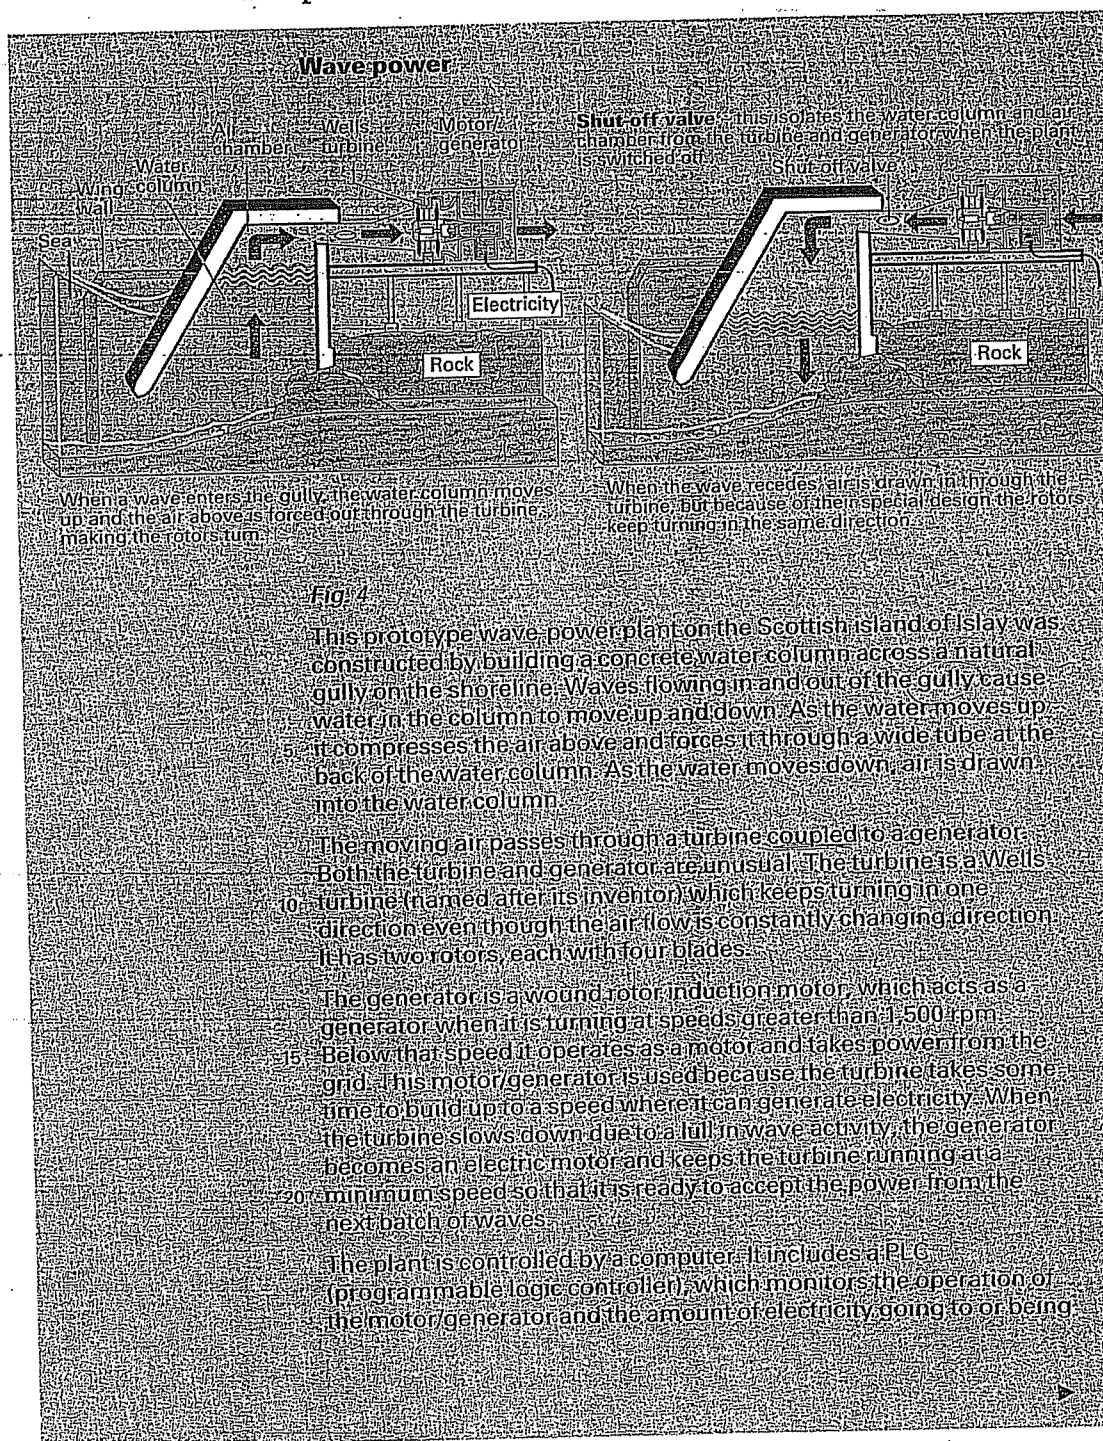 Wave power
Air
chamber
Wells
turbine
Motor/
generator
Water
column
Wing
wall
Sea
Electricity
Rock
Shut-off valve – this isolates the water column and air
chamber from the turbine and generator when the plant
is switched off.
Shut off valve
Rock
When a wave enters the gully, the water column moves
up and the air above is forced out through the turbine,
making the rotors turn.
When the wave recedes, air is drawn in through the
turbine, but because of their special design the rotors
keep turning in the same direction.
Fig. 4
This prototype wave-power plant on the Scottish island of Islay was
constructed by building a concrete water column across a natural
gully on the shoreline. Waves flowing in and out of the gully cause
water in the column to move up and down. As the water moves up
5 it compresses the air above and forces it through a wide tube at the
back of the water column. As the water moves down, air is drawn
into the water column.
The moving air passes through a turbine coupled to a generator.
Both the turbine and generator are unusual. The turbine is a Wells
10 turbine (named after its inventor) which keeps turning in one
direction even though the air flow is constantly changing direction.
It has two rotors, each with four blades.
The generator is a wound rotor induction motor, which acts as a
generator when it is turning at speeds greater than 1,500 rpm.
15 Below that speed it operates as a motor and takes power from the
grid. This motor/generator is used because the turbine takes some
time to build up to a speed where it can generate electricity. When
the turbine slows down due to a lull in wave activity, the generator
becomes an electric motor and keeps the turbine running at a
20 minimum speed so that it is ready to accept the power from the
next batch of waves.
The plant is controlled by a computer. It includes a PLC
(programmable logic controller), which monitors the operation of
the motor/generator and the amount of electricity going to or being